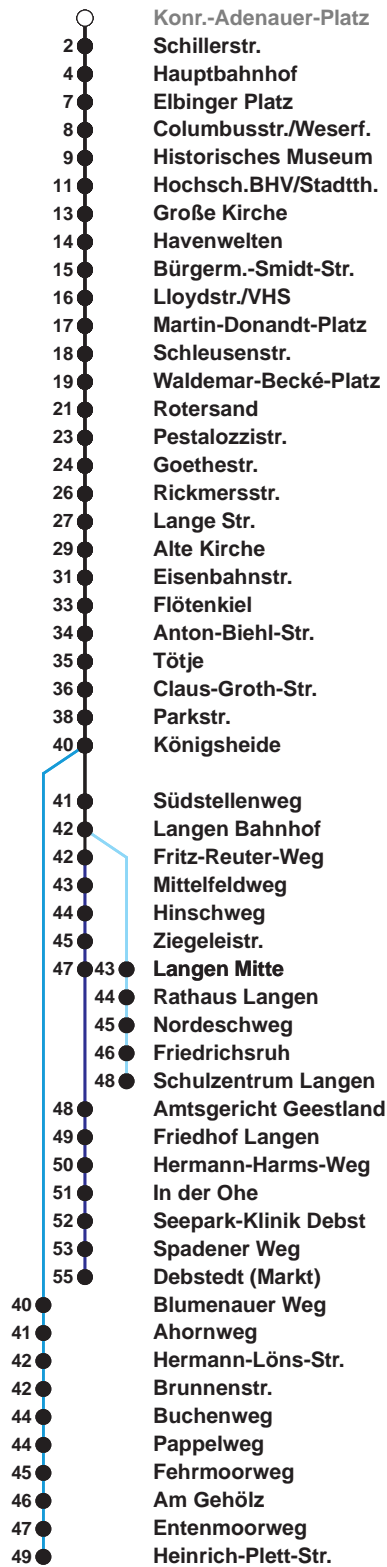 Konr.-Adenauer-Platz
2 Schillerstr.
4 Hauptbahnhof
7 Elbinger Platz
8 Columbusstr./Weserf.
9 Historisches Museum
11 Hochsch.BHV/Stadtth.
13 Große Kirche
14 Havenwelten
15 Bürgerm.-Smidt-Str.
16 Lloydstr./VHS
17 Martin-Donandt-Platz
18 Schleusenstr.
19 Waldemar-Becké-Platz
21 Rotersand
23 Pestalozzistr.
24 Goethestr.
26 Rickmersstr.
27 Lange Str.
29 Alte Kirche
31 Eisenbahnstr.
33 Flötenkiel
34 Anton-Biehl-Str.
35 Tötje
36 Claus-Groth-Str.
38 Parkstr.
40 Königsheide
41 Südstellenweg
42 Langen Bahnhof
42 Fritz-Reuter-Weg
43 Mittelfeldweg
44 Hinschweg
45 Ziegeleistr.
47 43 Langen Mitte
44 Rathaus Langen
45 Nordeschweg
46 Friedrichsruh
48 Schulzentrum Langen
48 Amtsgericht Geestland
49 Friedhof Langen
50 Hermann-Harms-Weg
51 In der Ohe
52 Seepark-Klinik Debst
53 Spadener Weg
55 Debstedt (Markt)
40 Blumenauer Weg
41 Ahornweg
42 Hermann-Löns-Str.
42 Brunnenstr.
44 Buchenweg
44 Pappelweg
45 Fehrmoorweg
46 Am Gehölz
47 Entenmoorweg
49 Heinrich-Plett-Str.